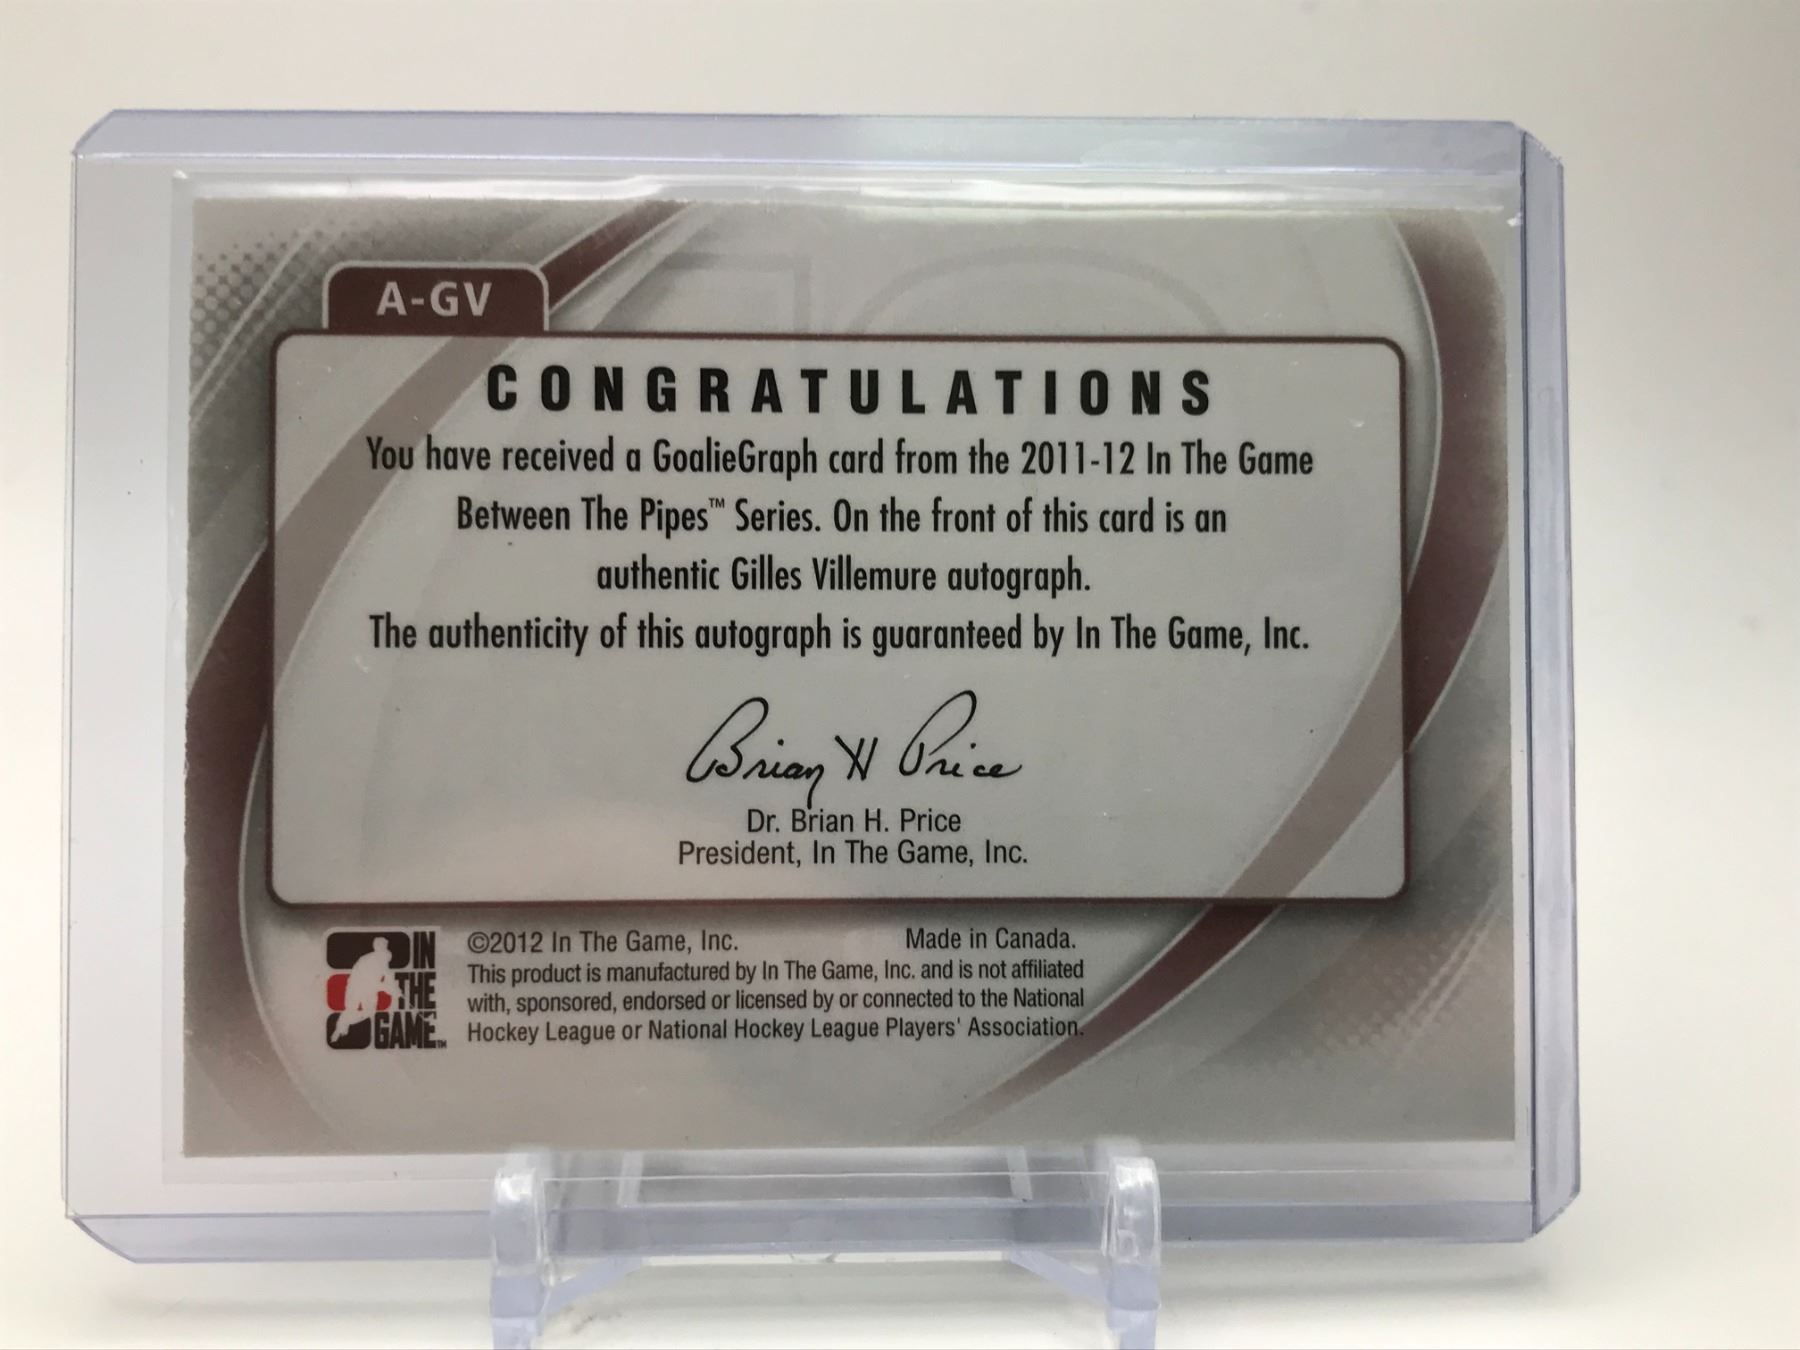 A-GV
CONGRATULATIONS
You have received a GoalieGraph card from the 2011-12 In The Game
Between The Pipes™ Series. On the front of this card is an
authentic Gilles Villemure autograph.
The authenticity of this autograph is guaranteed by In The Game, Inc.
Brian H Price
Dr. Brian H. Price
President, In The Game, Inc.
IN
THE
GAME™
©2012 In The Game, Inc. Made in Canada.
This product is manufactured by In The Game, Inc. and is not affiliated
with, sponsored, endorsed or licensed by or connected to the National
Hockey League or National Hockey League Players' Association.